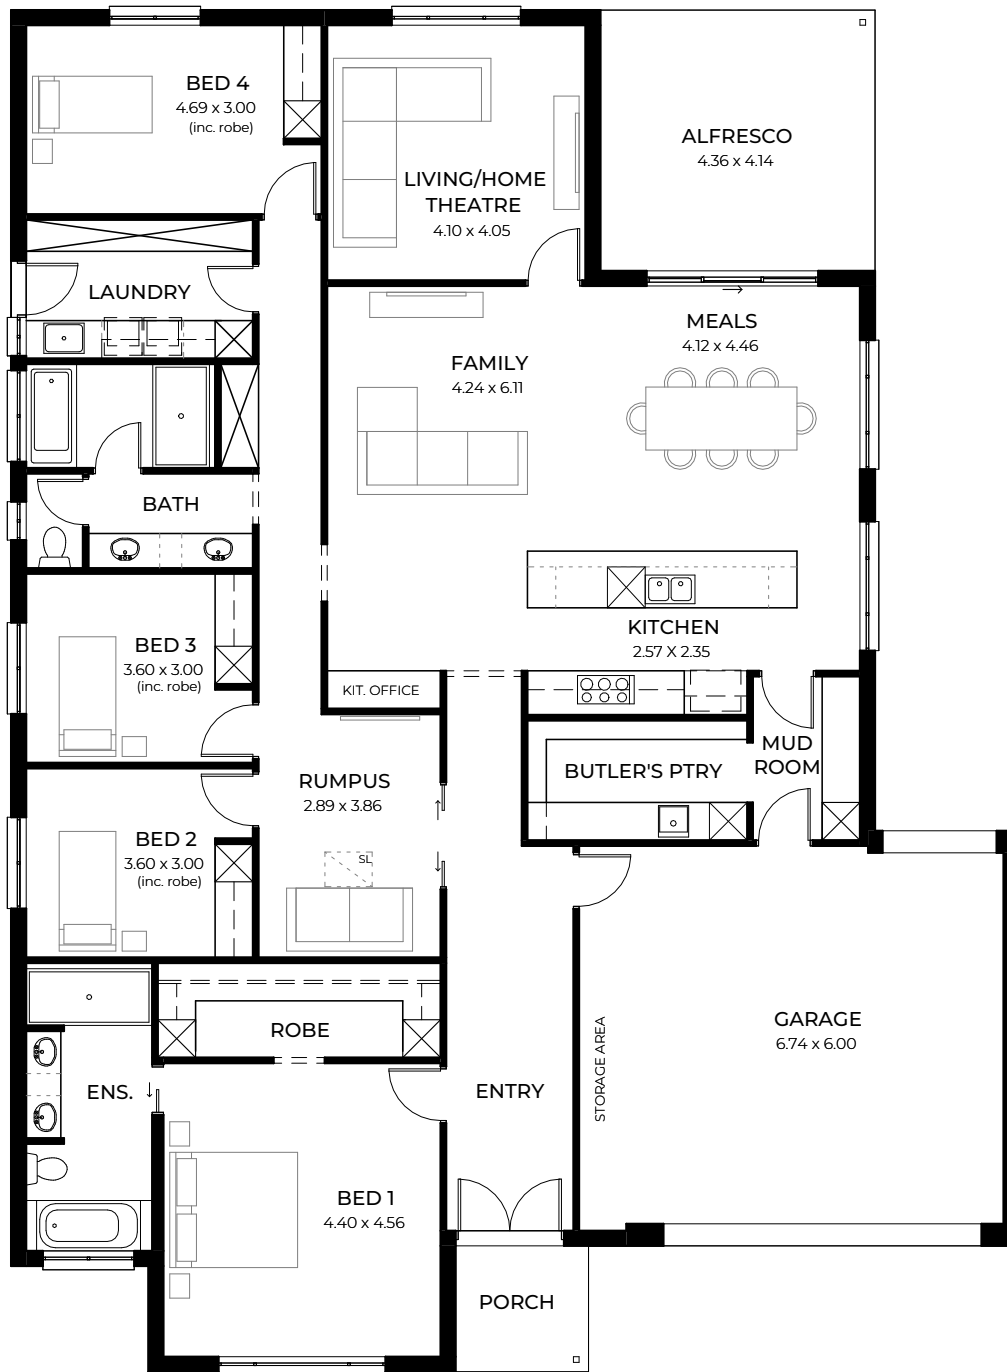 BED 4
4.69 x 3.00
(inc. robe)
LIVING/HOME
THEATRE
4.10 x 4.05
ALFRESCO
4.36 x 4.14
LAUNDRY
FAMILY
4.24 x 6.11
MEALS
4.12 x 4.46
BATH
BED 3
3.60 x 3.00
(inc. robe)
KITCHEN
2.57 X 2.35
KIT. OFFICE
RUMPUS
2.89 x 3.86
BUTLER'S PTRY
MUD
ROOM
BED 2
3.60 x 3.00
(inc. robe)
SL
ROBE
ENS.
ENTRY
STORAGE AREA
GARAGE
6.74 x 6.00
BED 1
4.40 x 4.56
PORCH